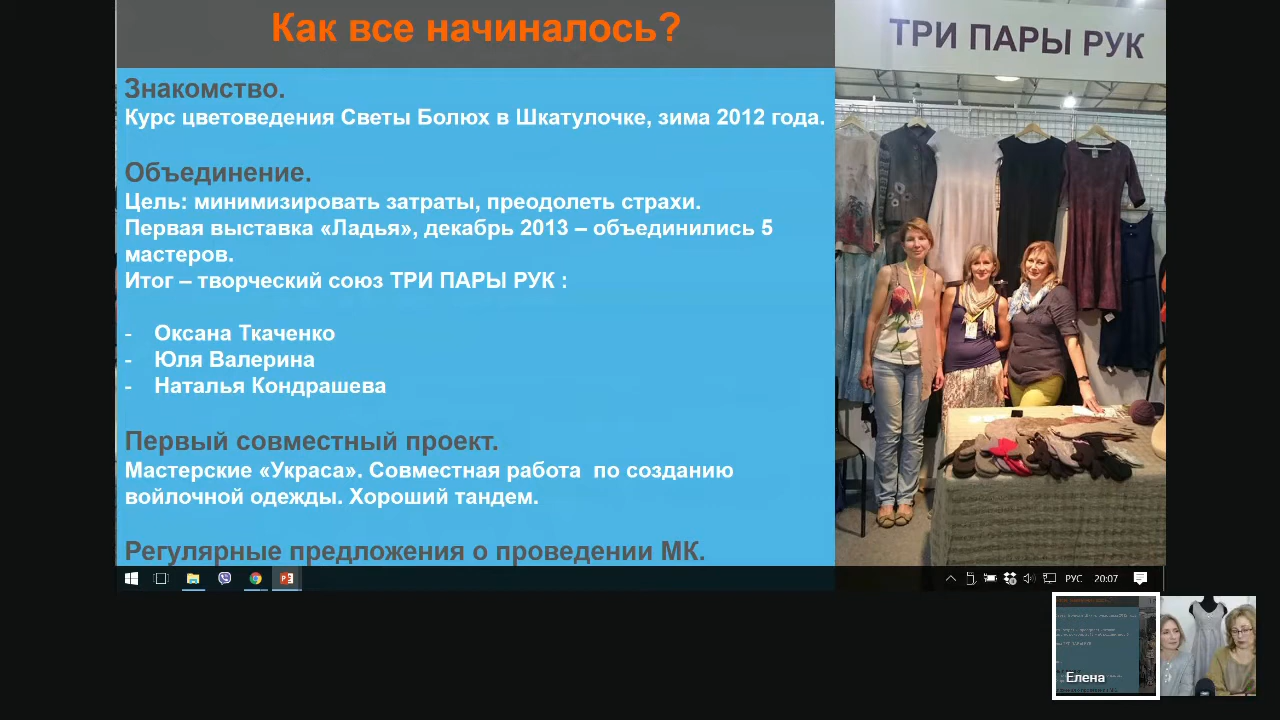 Как все начиналось?
ТРИ ПАРЫ РУК
Знакомство.
Курс цветоведения Светы Болюх в Шкатулочке, зима 2012 года.
Объединение.
Цель: минимизировать затраты, преодолеть страхи.
Первая выставка «Ладья», декабрь 2013 – объединились 5
мастеров.
Итог – творческий союз ТРИ ПАРЫ РУК :
- Оксана Ткаченко
- Юля Валерина
- Наталья Кондрашева
Первый совместный проект.
Мастерские «Украса». Совместная работа по созданию
войлочной одежды. Хороший тандем.
Регулярные предложения о проведении МК.
РУС
20:07
Елена